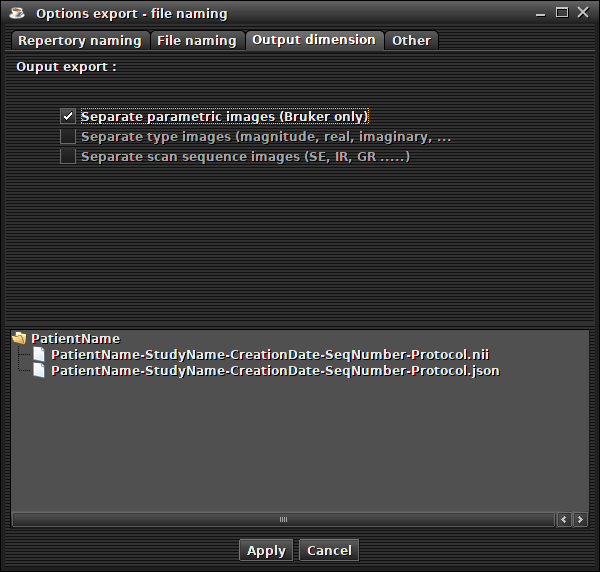 Options export - file naming
Repertory naming File naming Output dimension Other
Ouput export :
Separate parametric images (Bruker only)
Separate type images (magnitude, real, imaginary, ...
Separate scan sequence images (SE, IR, GR .....)
PatientName
PatientName-StudyName-CreationDate-SeqNumber-Protocol.nii
PatientName-StudyName-CreationDate-SeqNumber-Protocol.json
Apply Cancel